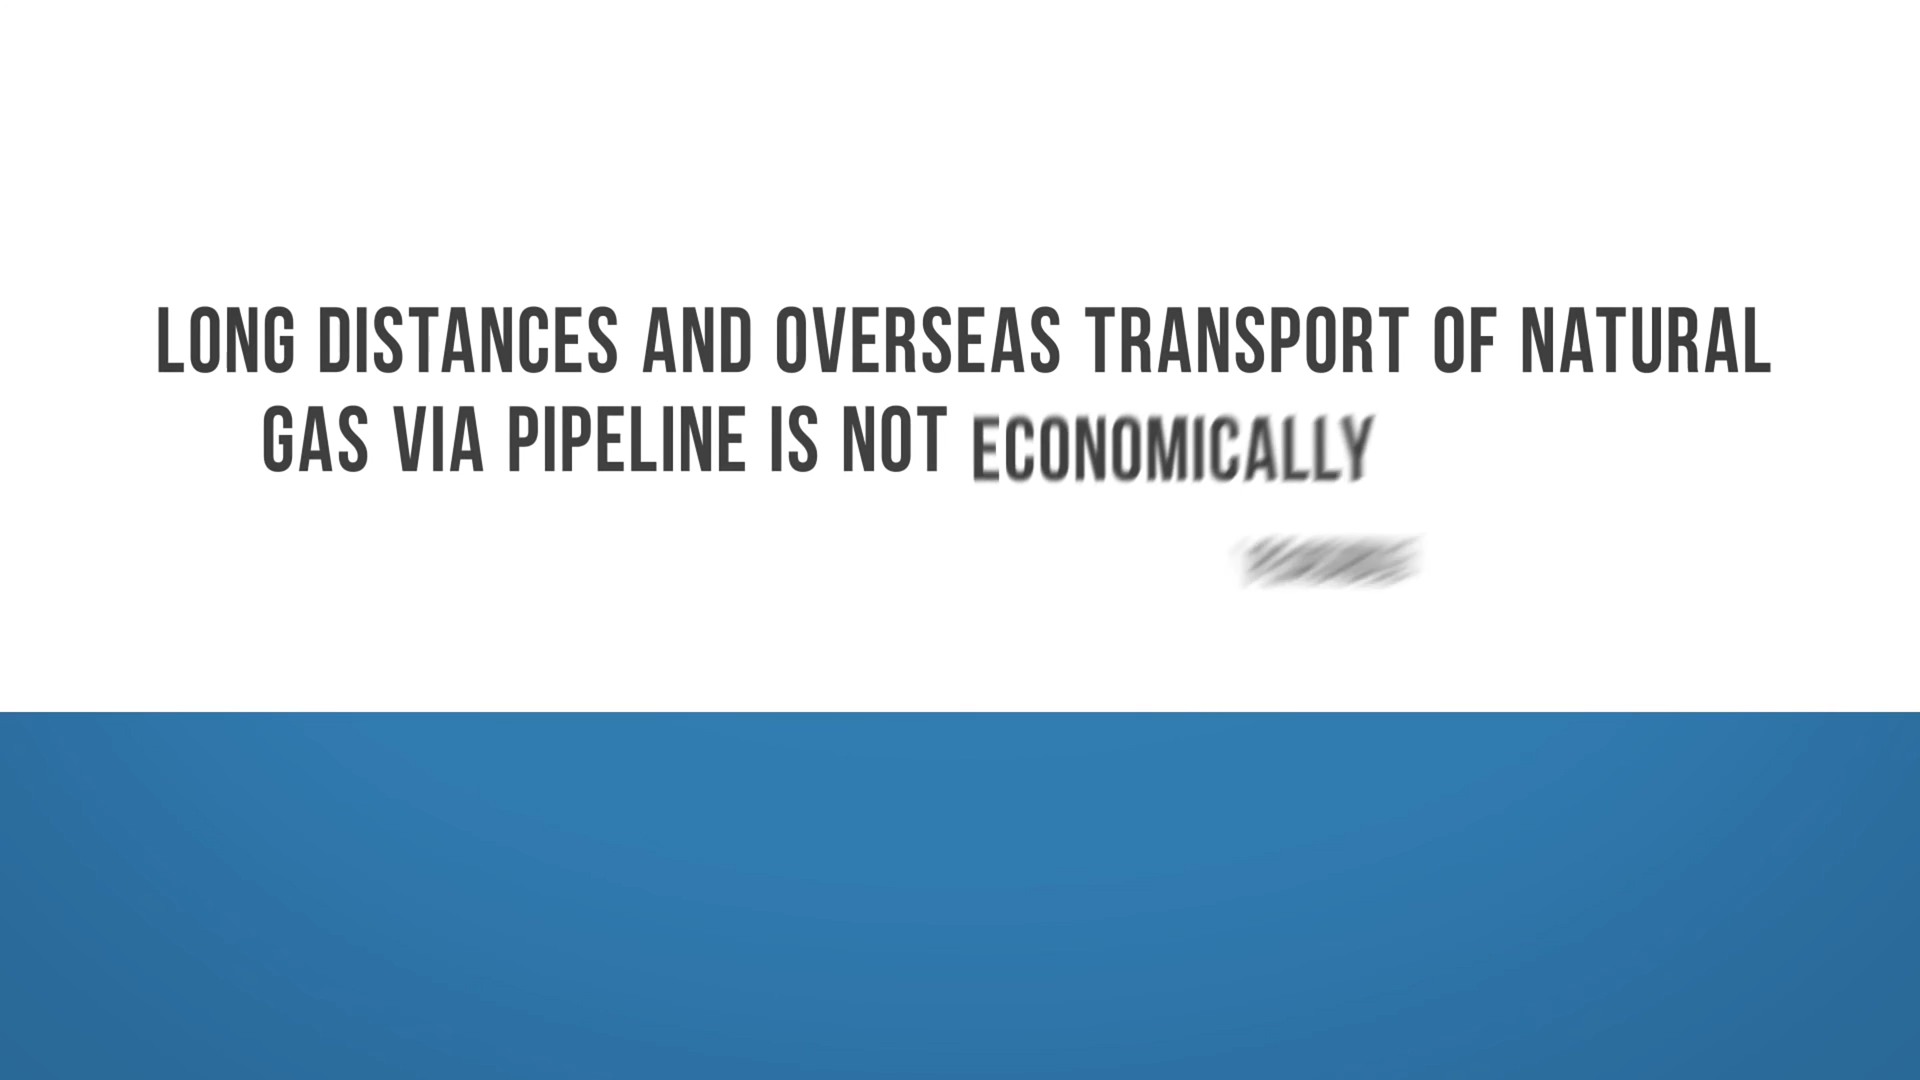 LONG DISTANCES AND OVERSEAS TRANSPORT OF NATURAL
GAS VIA PIPELINE IS NOT ECONOMICALLY